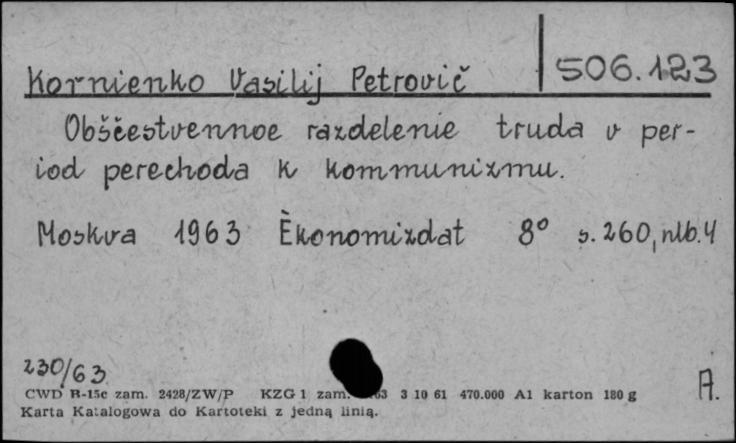 Kornienko Vasilij Petrovič 506.123
Obščestvennoe razdelenie truda v per-
iod perechoda k kommunizmu.
Moskva 1963 Èkonomizdat 8° s. 260, nlb. 4
230/63
CWD R-15c zam. 2428/ZW/P KZG 1 zam. 63 3 10 61 470.000 A1 karton 180 g
Karta Katalogowa do Kartoteki z jedną linią.
A.